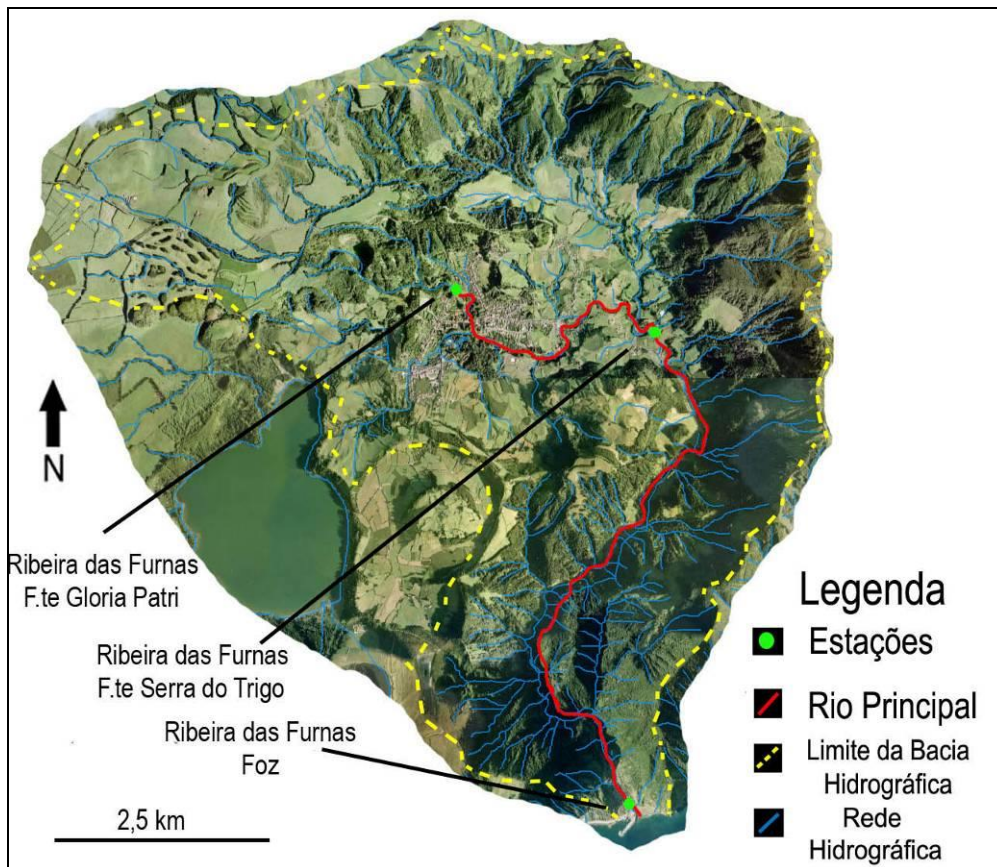 N
Ribeira das Furnas
F.te Gloria Patri
Ribeira das Furnas
F.te Serra do Trigo
Ribeira das Furnas
Foz
2,5 km
Legenda
Estações
Rio Principal
Limite da Bacia
Hidrográfica
Rede
Hidrográfica